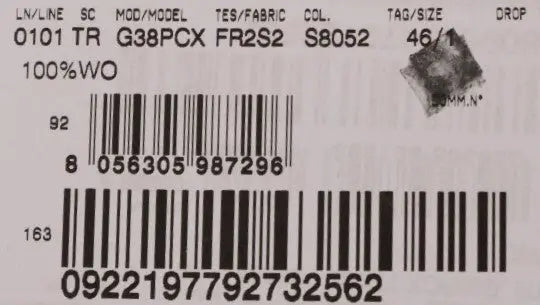 LN/LINE SC MOD/MODEL TES/FABRIC COL. TAG/SIZE DROP
0101 TR G38PCX FR2S2 S8052 46/1
100%WO
COMM.N°
92
8 056305 987296
163
0922197792732562